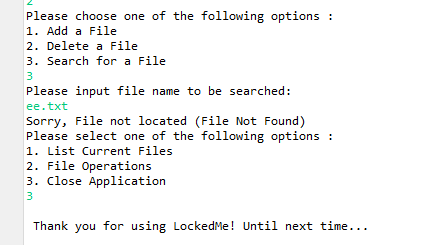 2
Please choose one of the following options :
1. Add a File
2. Delete a File
3. Search for a File
3
Please input file name to be searched:
ee.txt
Sorry, File not located (File Not Found)
Please select one of the following options :
1. List Current Files
2. File Operations
3. Close Application
3
Thank you for using LockedMe! Until next time...